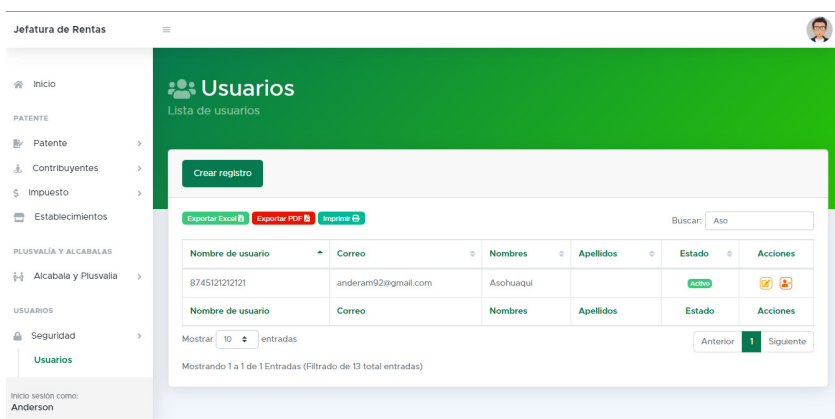 Jefatura de Rentas
Inicio
PATENTE
Patente
Contribuyentes
$ Impuesto
Establecimientos
PLUSVALÍA Y ALCABALAS
Alcabala y Plusvalia
USUARIOS
Seguridad
Usuarios
Inicio sesión como:
Anderson
Usuarios
Lista de usuarios
Crear registro
Exportar Excel Exportar PDF Imprimir
Buscar: Aso
Nombre de usuario Correo Nombres Apellidos Estado Acciones
8745121212121 anderam92@gmail.com Asohuaqui Activo
Nombre de usuario Correo Nombres Apellidos Estado Acciones
Mostrar 10 entradas
Anterior 1 Siguiente
Mostrando 1 a 1 de 1 Entradas (Filtrado de 13 total entradas)